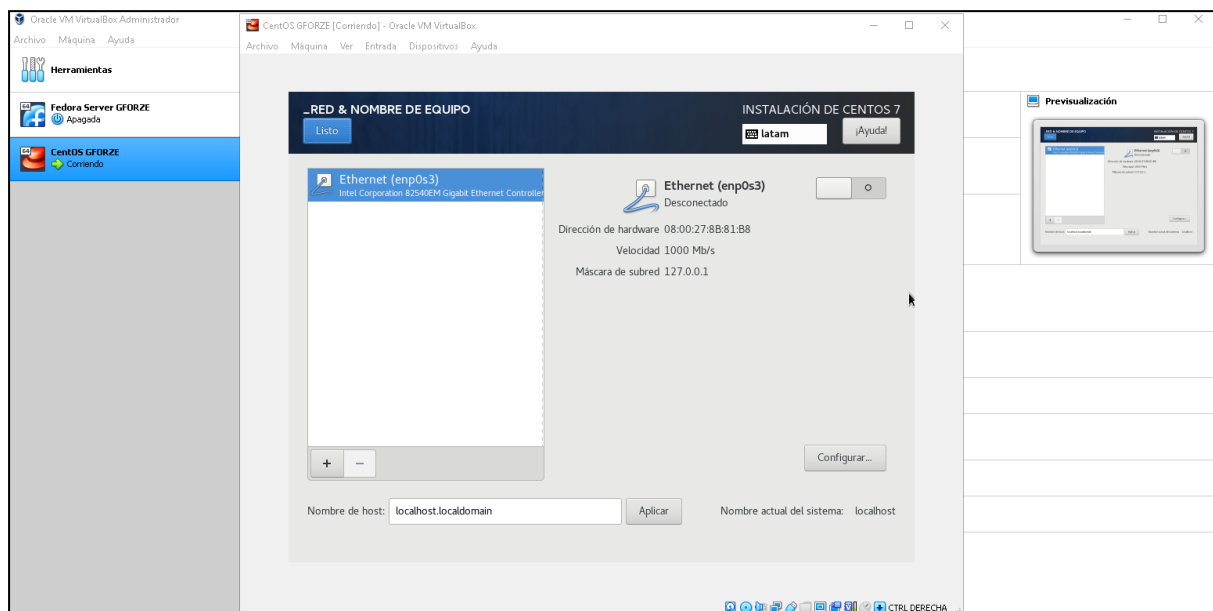 Oracle VM VirtualBox Administrador
Archivo Máquina Ayuda
Herramientas
64
Fedora Server GFORZE
Apagada
64
CentOS GFORZE
Corriendo
CentOS GFORZE [Corriendo] - Oracle VM VirtualBox
Archivo Máquina Ver Entrada Dispositivos Ayuda
RED & NOMBRE DE EQUIPO
INSTALACIÓN DE CENTOS 7
Listo
latam
¡Ayuda!
Ethernet (enp0s3)
Intel Corporation 82540EM Gigabit Ethernet Controller
Ethernet (enp0s3)
Desconectado
Dirección de hardware 08:00:27:8B:81:B8
Velocidad 1000 Mb/s
Máscara de subred 127.0.0.1
+ −
Configurar...
Nombre de host: localhost.localdomain Aplicar Nombre actual del sistema: localhost
CTRL DERECHA
Previsualización